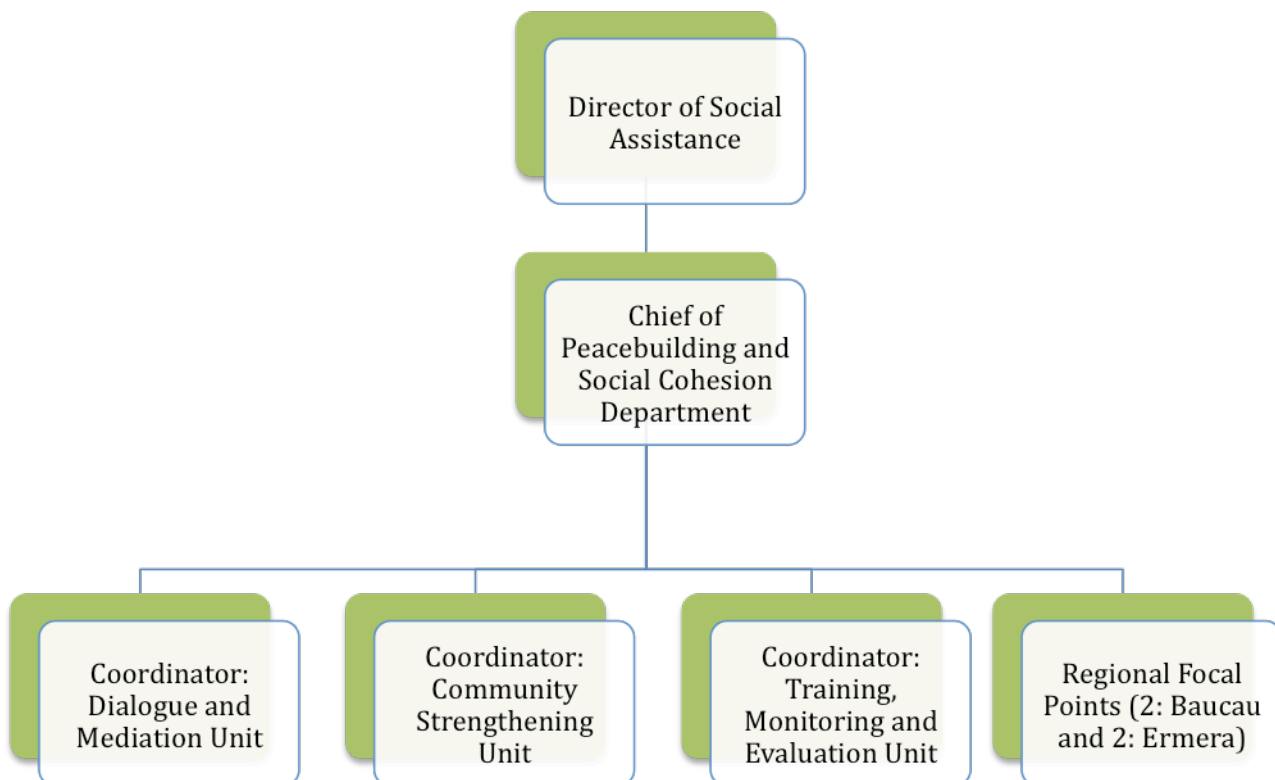 Director of Social
Assistance
Chief of
Peacebuilding and
Social Cohesion
Department
Coordinator:
Dialogue and
Mediation Unit
Coordinator:
Community
Strengthening
Unit
Coordinator:
Training,
Monitoring and
Evaluation Unit
Regional Focal
Points (2: Baucau
and 2: Ermera)